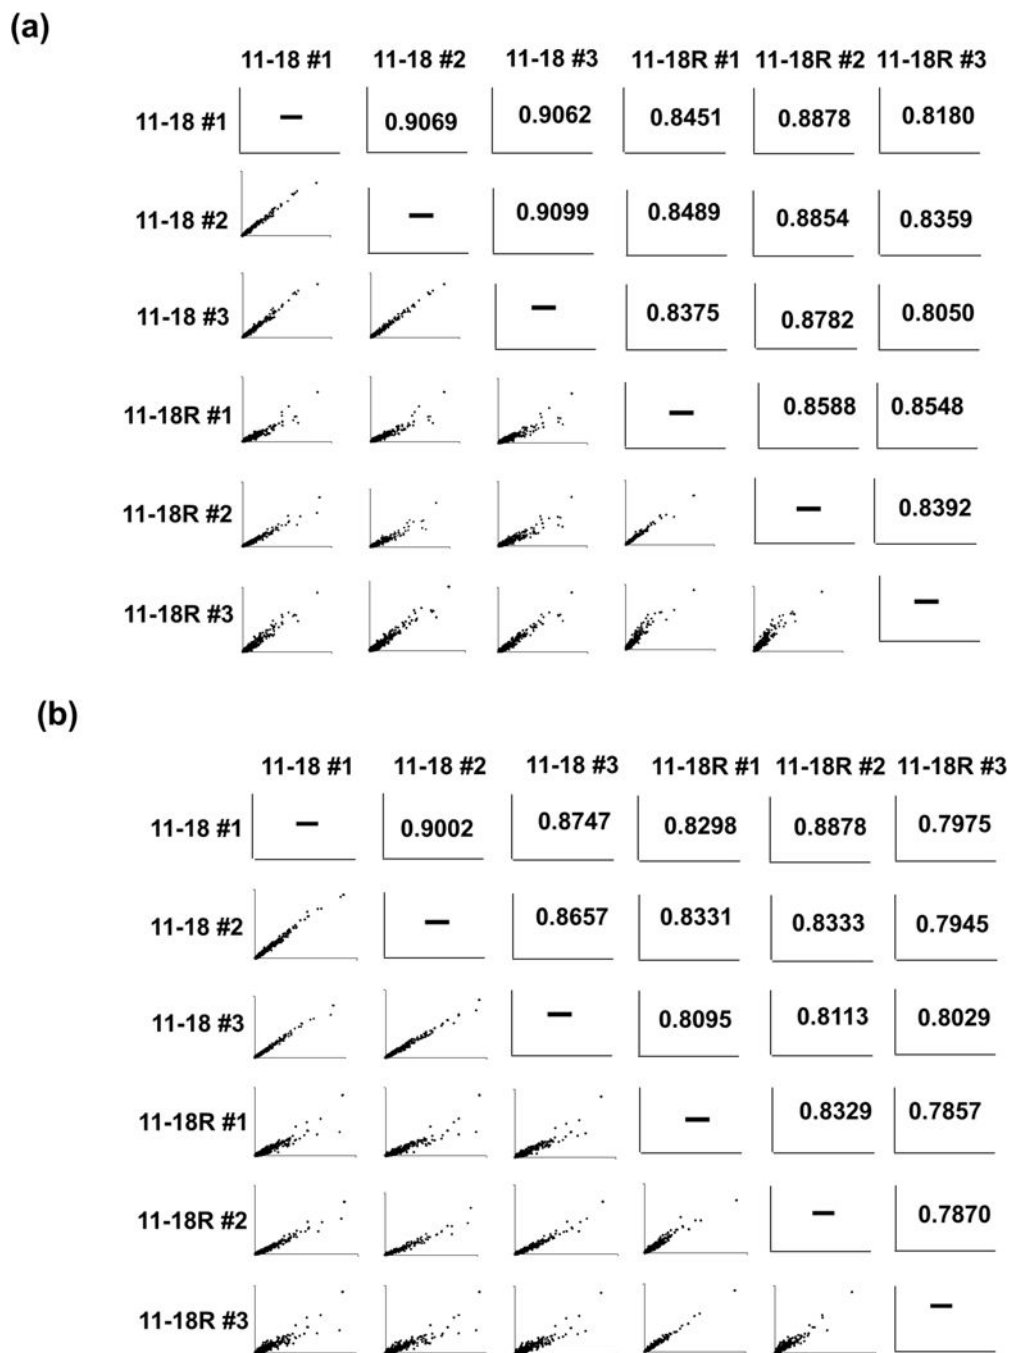 (a)
11-18 #1 11-18 #2 11-18 #3 11-18R #1 11-18R #2 11-18R #3
11-18 #1 – 0.9069 0.9062 0.8451 0.8878 0.8180
11-18 #2 – 0.9099 0.8489 0.8854 0.8359
11-18 #3 – 0.8375 0.8782 0.8050
11-18R #1 – 0.8588 0.8548
11-18R #2 – 0.8392
11-18R #3 –
(b)
11-18 #1 11-18 #2 11-18 #3 11-18R #1 11-18R #2 11-18R #3
11-18 #1 – 0.9002 0.8747 0.8298 0.8878 0.7975
11-18 #2 – 0.8657 0.8331 0.8333 0.7945
11-18 #3 – 0.8095 0.8113 0.8029
11-18R #1 – 0.8329 0.7857
11-18R #2 – 0.7870
11-18R #3 –